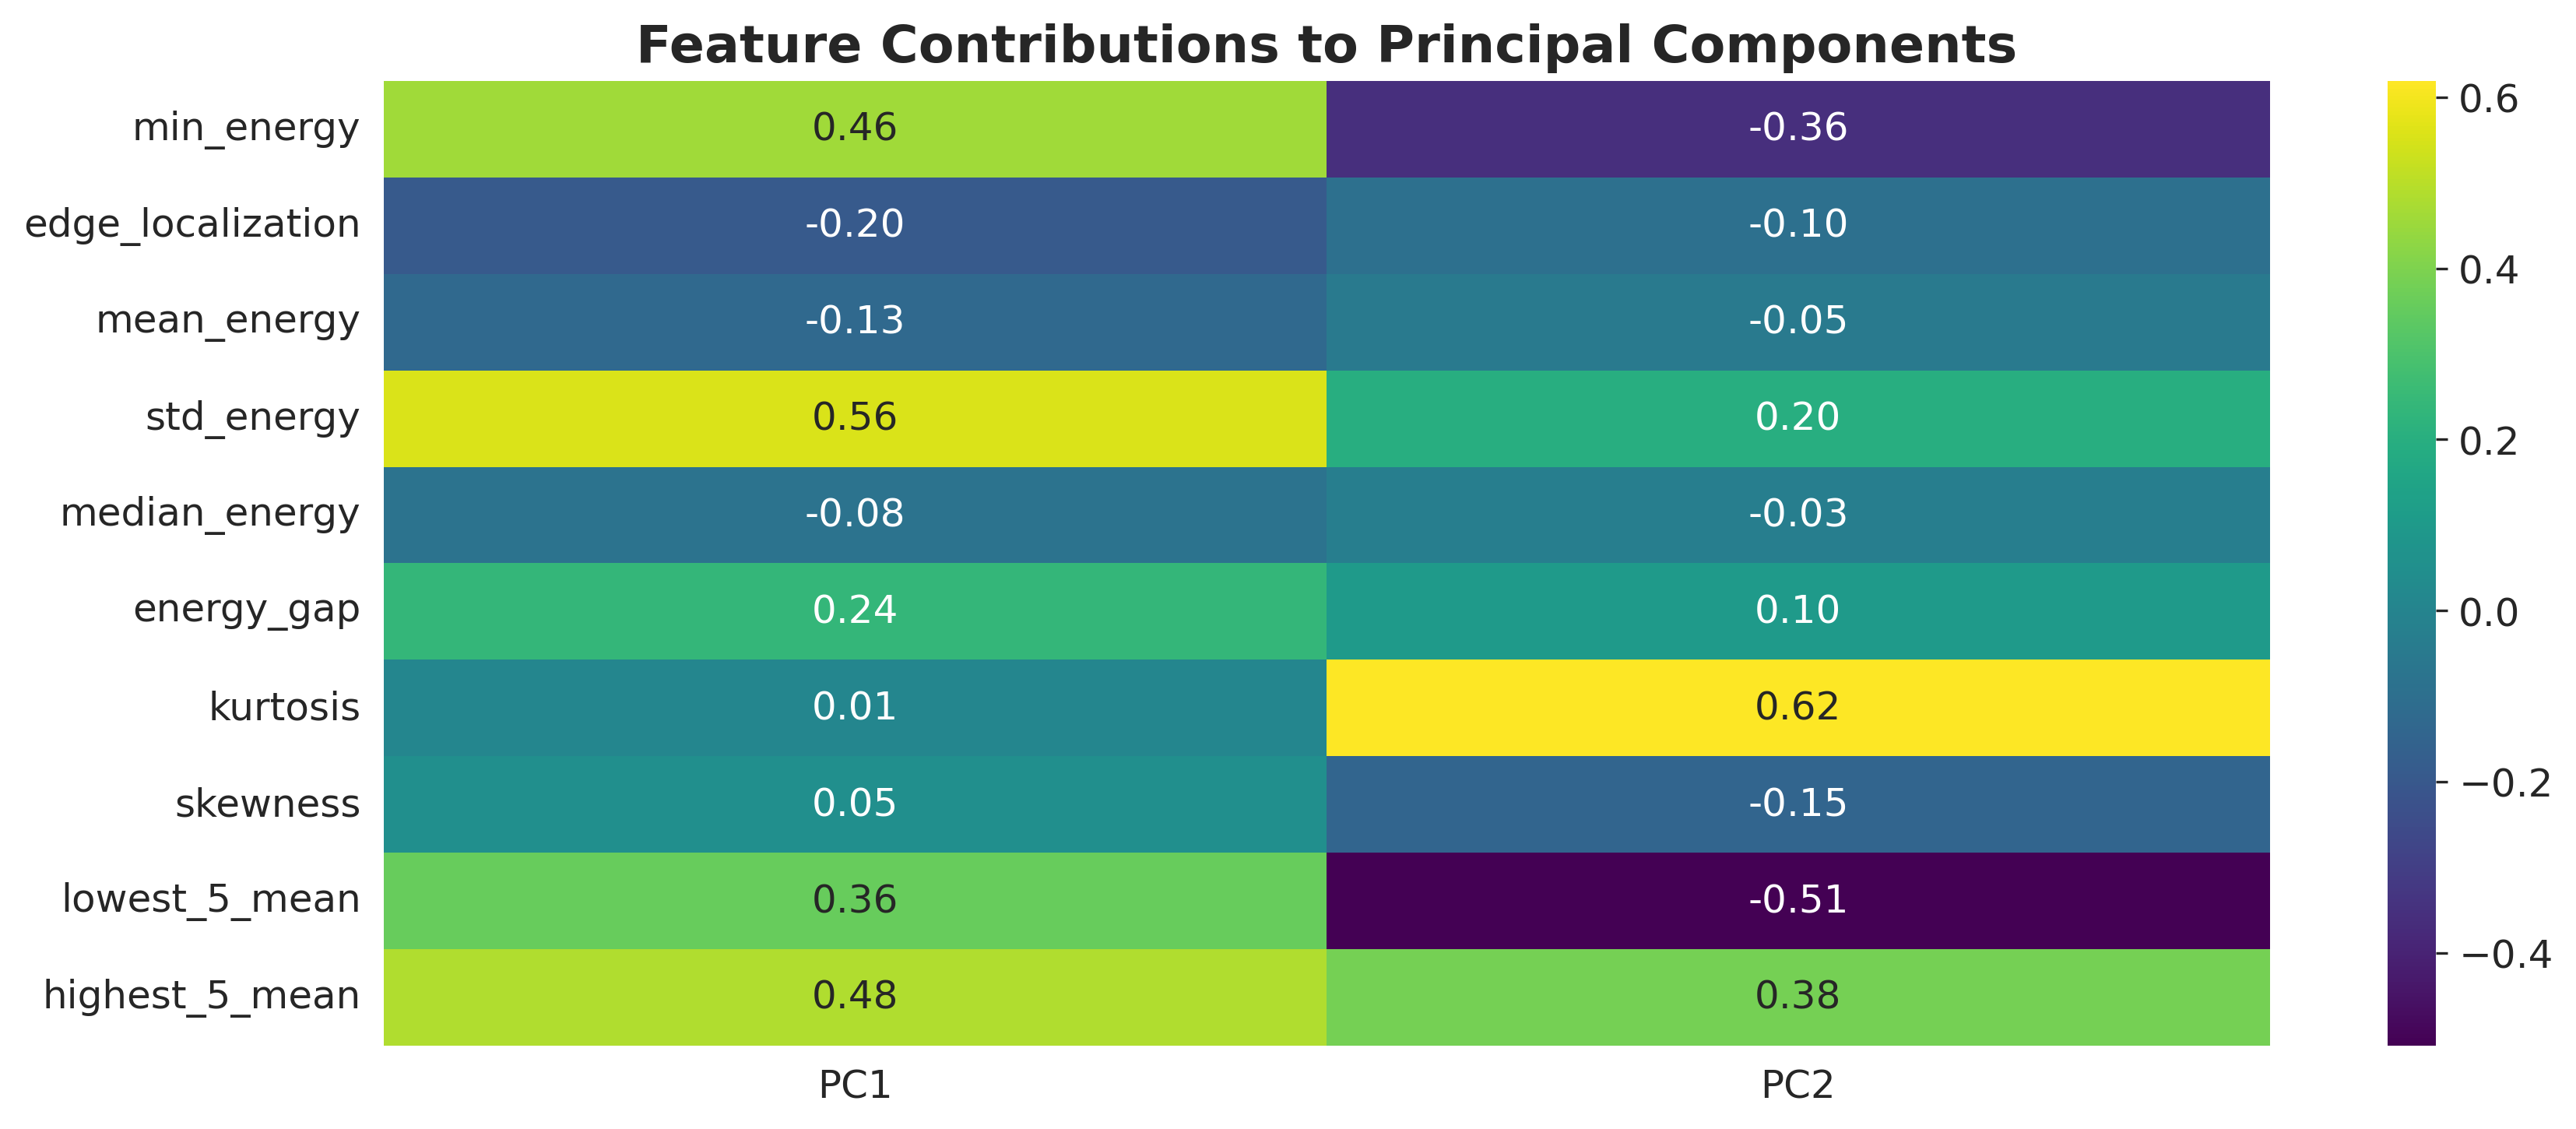 Feature Contributions to Principal Components
min_energy 0.46 -0.36
edge_localization -0.20 -0.10
mean_energy -0.13 -0.05
std_energy 0.56 0.20
median_energy -0.08 -0.03
energy_gap 0.24 0.10
kurtosis 0.01 0.62
skewness 0.05 -0.15
lowest_5_mean 0.36 -0.51
highest_5_mean 0.48 0.38
PC1 PC2
0.6
0.4
0.2
0.0
−0.2
−0.4